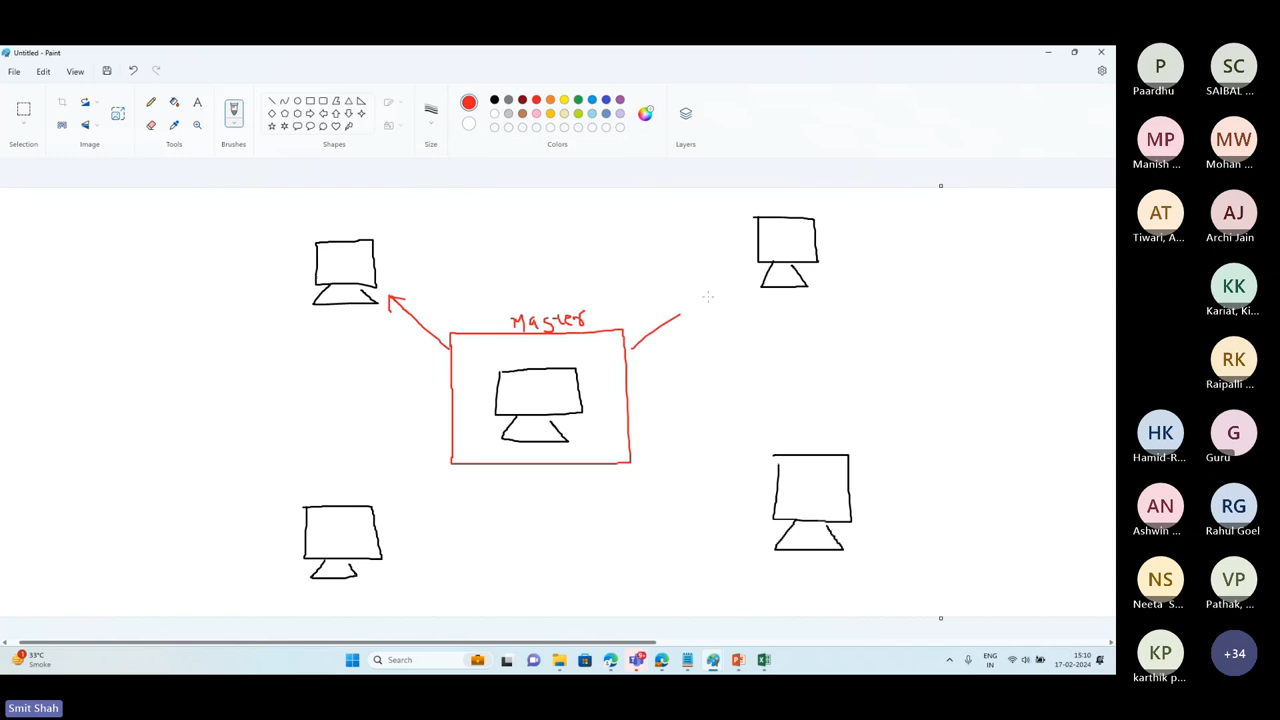 Untitled - Paint
File Edit View
Selection Image Tools Brushes Shapes Size Colors Layers
Master
P Paardhu
SC SAIBAL ...
MP Manish ...
MW Mohan ...
AT Tiwari, A...
AJ Archi Jain
KK Kariat, Ki...
RK Raipalli ...
HK Hamid-R...
G Guru
AN Ashwin ...
RG Rahul Goel
NS Neeta S...
VP Pathak, ...
KP karthik p...
+34
1
33°C
Smoke
Search
9+
ENG
IN
15:10
17-02-2024
Smit Shah